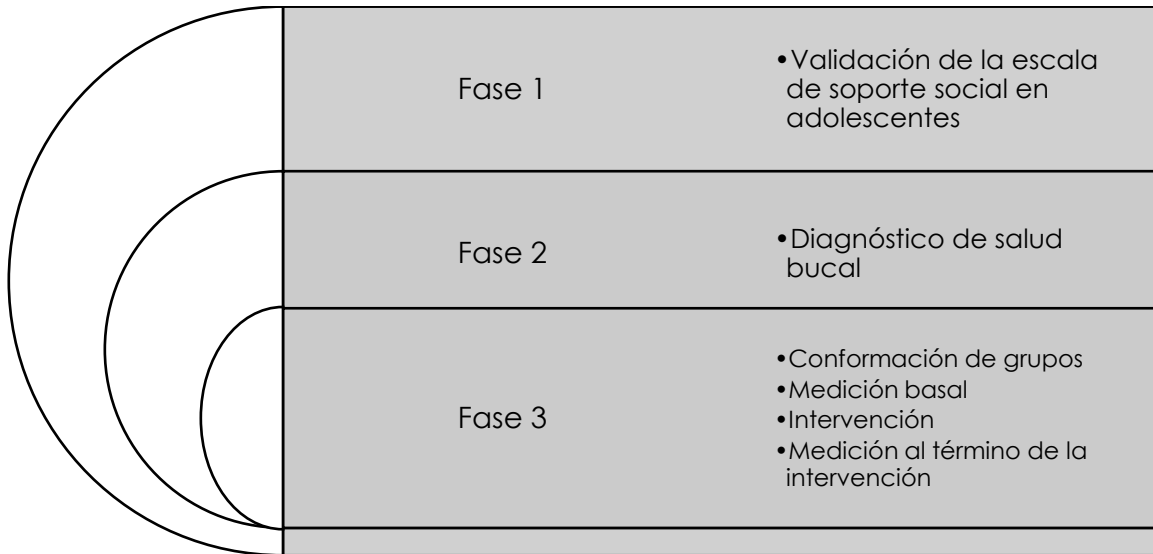 Fase 1
•Validación de la escala
de soporte social en
adolescentes
Fase 2
•Diagnóstico de salud
bucal
Fase 3
•Conformación de grupos
•Medición basal
•Intervención
•Medición al término de la
intervención